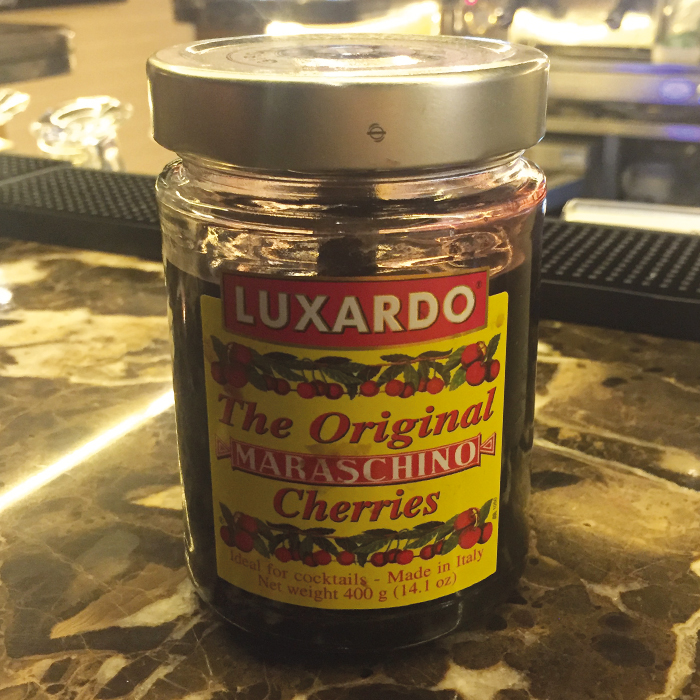 LUXARDO
The Original
MARASCHINO
Cherries
Ideal for cocktails - Made in Italy
Net weight 400 g (14.1 oz)